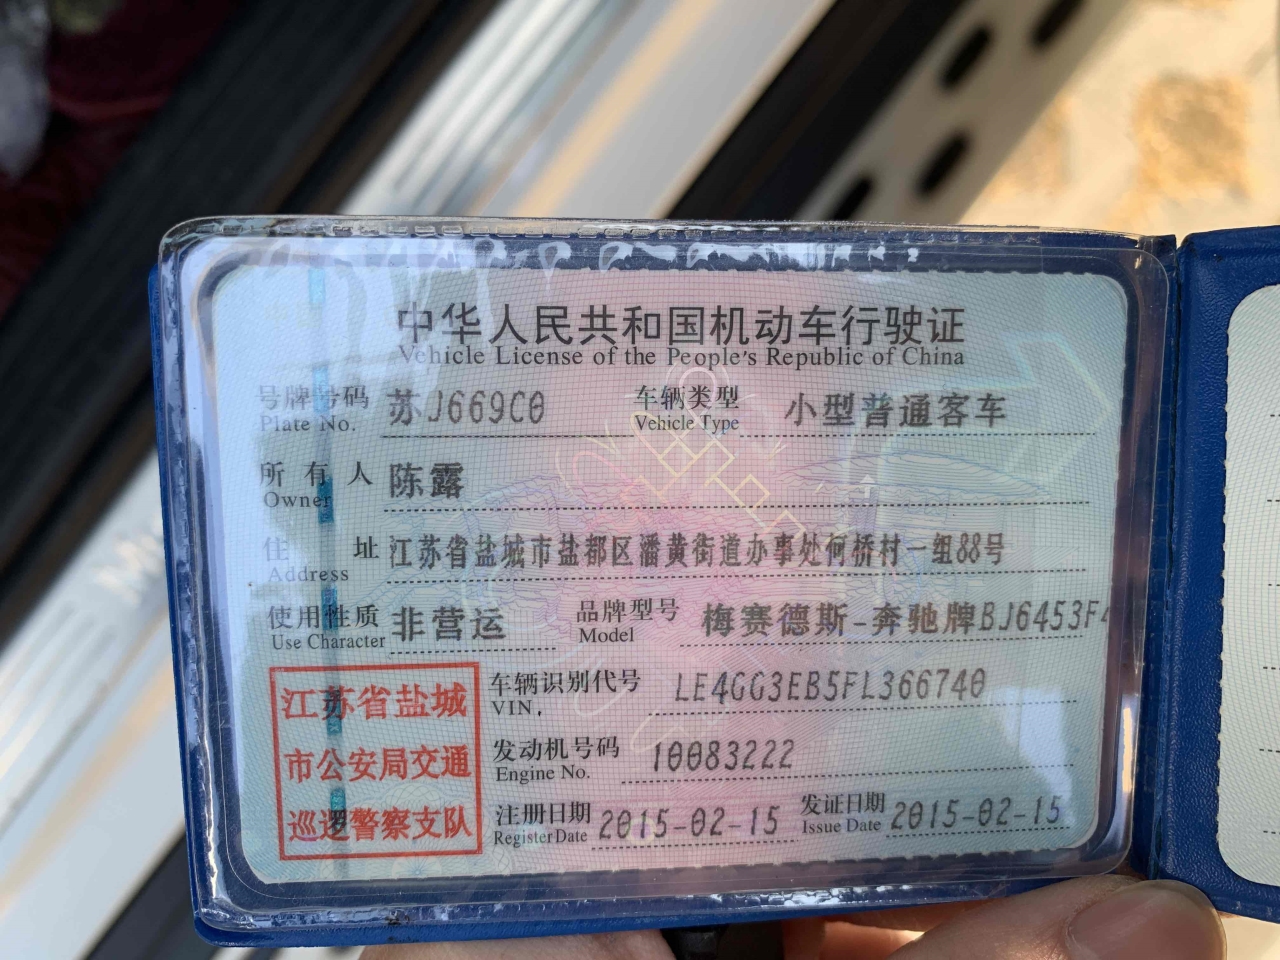 中华人民共和国机动车行驶证
Vehicle License of the People's Republic of China
号牌号码 苏J669C0 车辆类型 小型普通客车
Plate No. Vehicle Type
所有人 陈露
Owner
住址 江苏省盐城市盐都区潘黄街道办事处何桥村一组88号
Address
使用性质 非营运 品牌型号 梅赛德斯-奔驰牌BJ6453F4
Use Character Model
江苏省盐城
市公安局交通
巡逻警察支队
车辆识别代号 LE4GG3EB5FL366740
VIN.
发动机号码 10083222
Engine No.
注册日期 2015-02-15 发证日期 2015-02-15
Register Date Issue Date